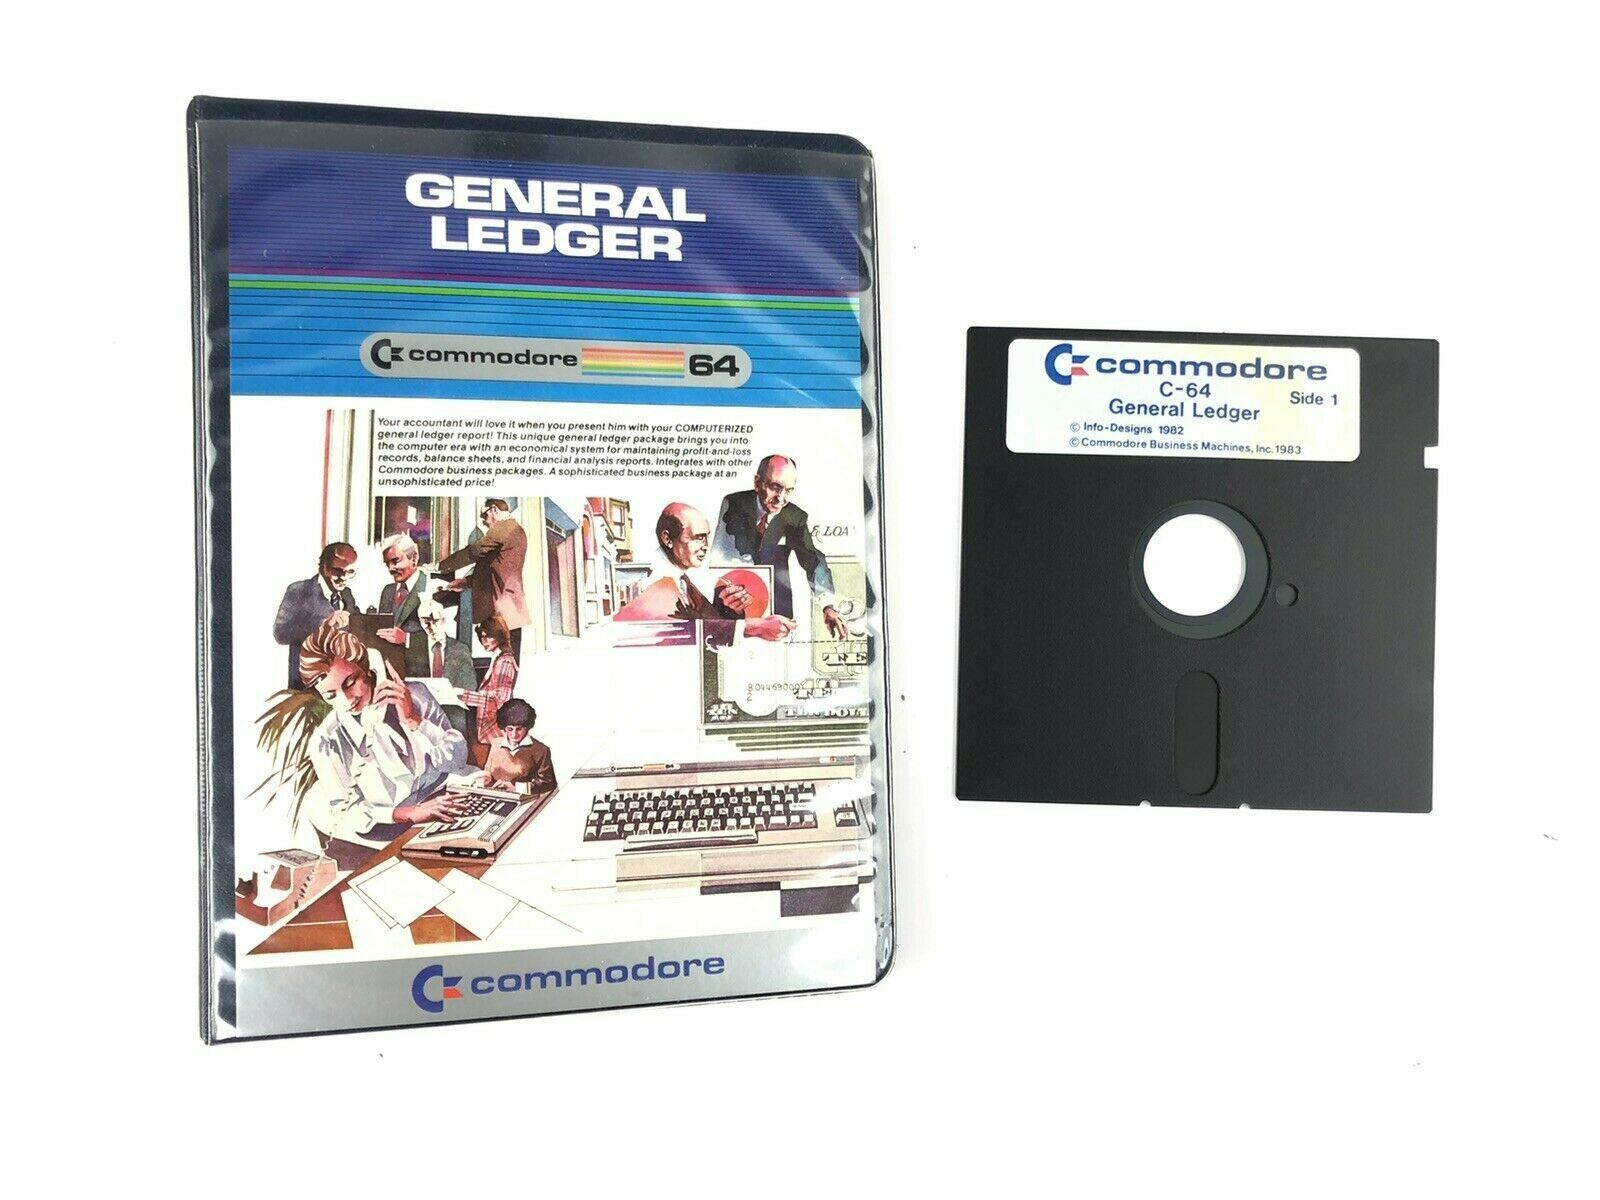 GENERAL
LEDGER
commodore 64
Your accountant will love it when you present him with your COMPUTERIZED
general ledger report! This unique general ledger package brings you into
the computer era with an economical system for maintaining profit-and-loss
records, balance sheets, and financial analysis reports. Integrates with other
Commodore business packages. A sophisticated business package at an
unsophisticated price!
& LOA
commodore 64
commodore
commodore
C-64
Side 1
General Ledger
© Info-Designs 1982
© Commodore Business Machines, Inc. 1983